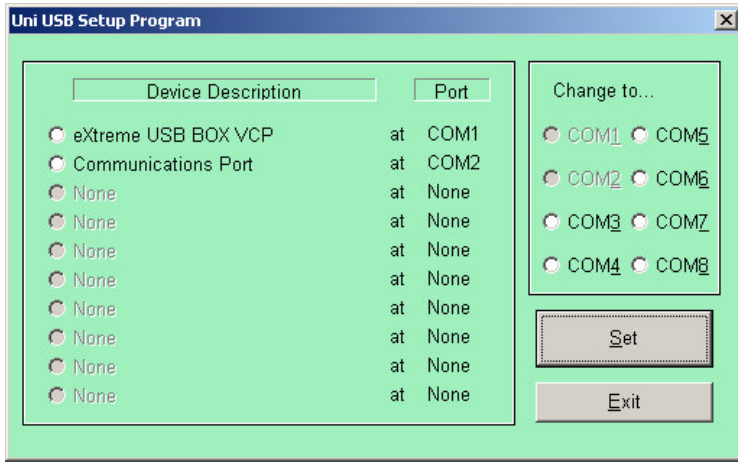 Uni USB Setup Program
Device Description Port
eXtreme USB BOX VCP at COM1
Communications Port at COM2
None at None
None at None
None at None
None at None
None at None
None at None
None at None
None at None
Change to...
COM1 COM5
COM2 COM6
COM3 COM7
COM4 COM8
Set
Exit